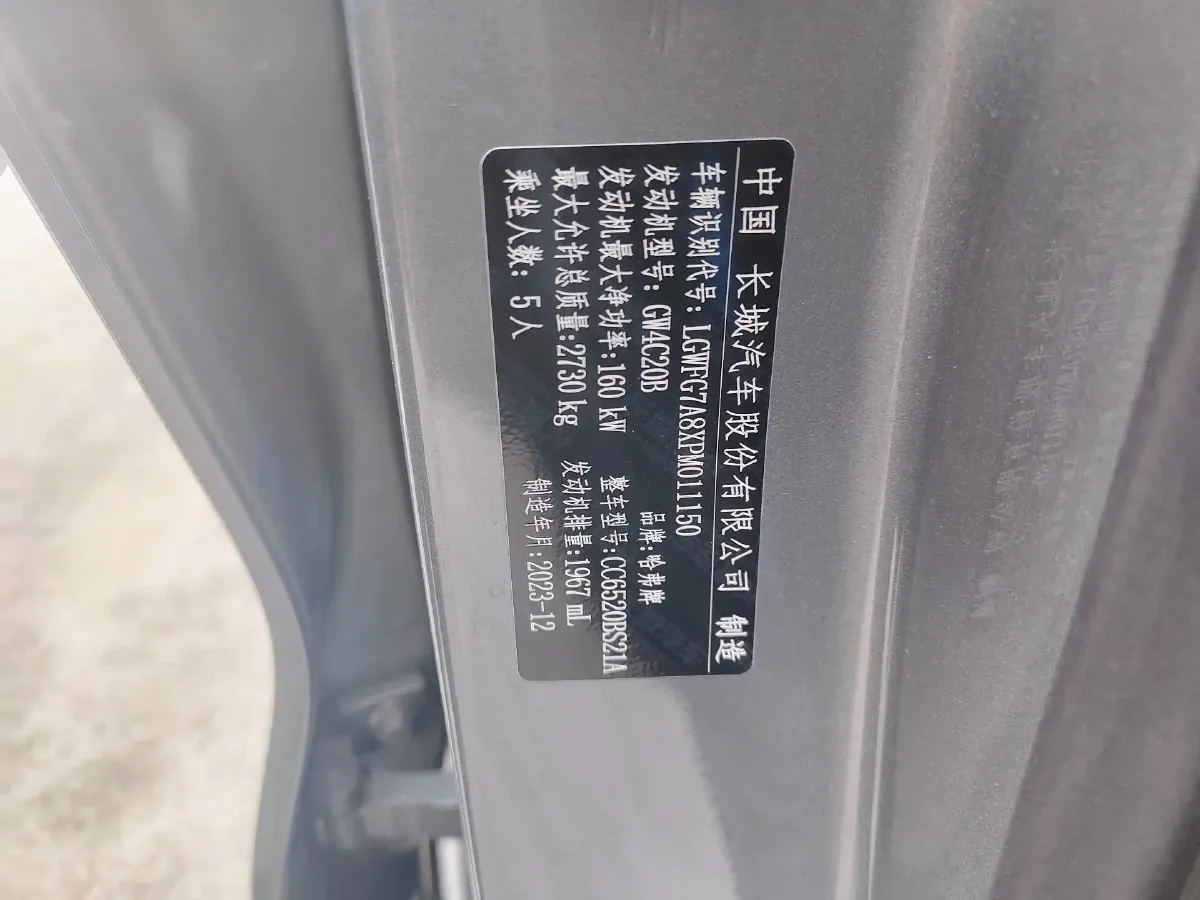 中国 长城汽车股份有限公司 制造
车辆识别代号: LGWFG7A8XPM011150
发动机型号: GW4C20B 品牌:哈弗牌
发动机最大净功率:160 kW 整车型号:CC6520BS21A
最大允许总质量:2730 kg 发动机排量:1967 mL
乘坐人数: 5人 制造年月:2023-12